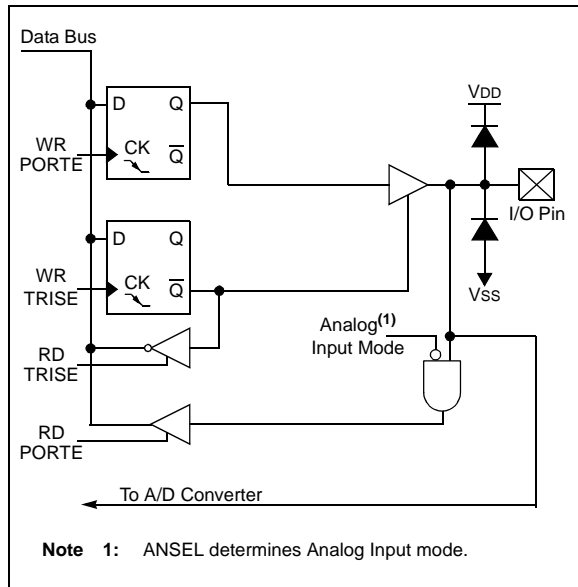 Data Bus
D Q
VDD
WR
PORTE
CK Q
I/O Pin
D Q
VSS
WR
TRISE
CK Q
Analog(1)
Input Mode
RD
TRISE
RD
PORTE
To A/D Converter
Note 1: ANSEL determines Analog Input mode.